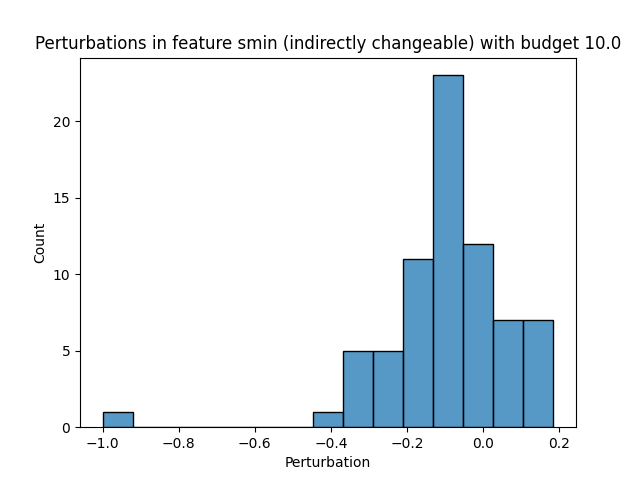 Perturbations in feature smin (indirectly changeable) with budget 10.0
20
15
10
5
0
Count
−1.0 −0.8 −0.6 −0.4 −0.2 0.0 0.2
Perturbation